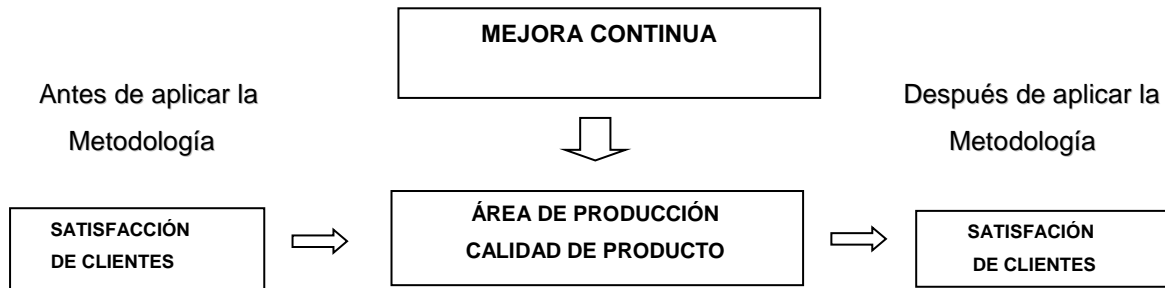 MEJORA CONTINUA
Antes de aplicar la
Metodología
Después de aplicar la
Metodología
SATISFACCIÓN
DE CLIENTES
ÁREA DE PRODUCCIÓN
CALIDAD DE PRODUCTO
SATISFACIÓN
DE CLIENTES